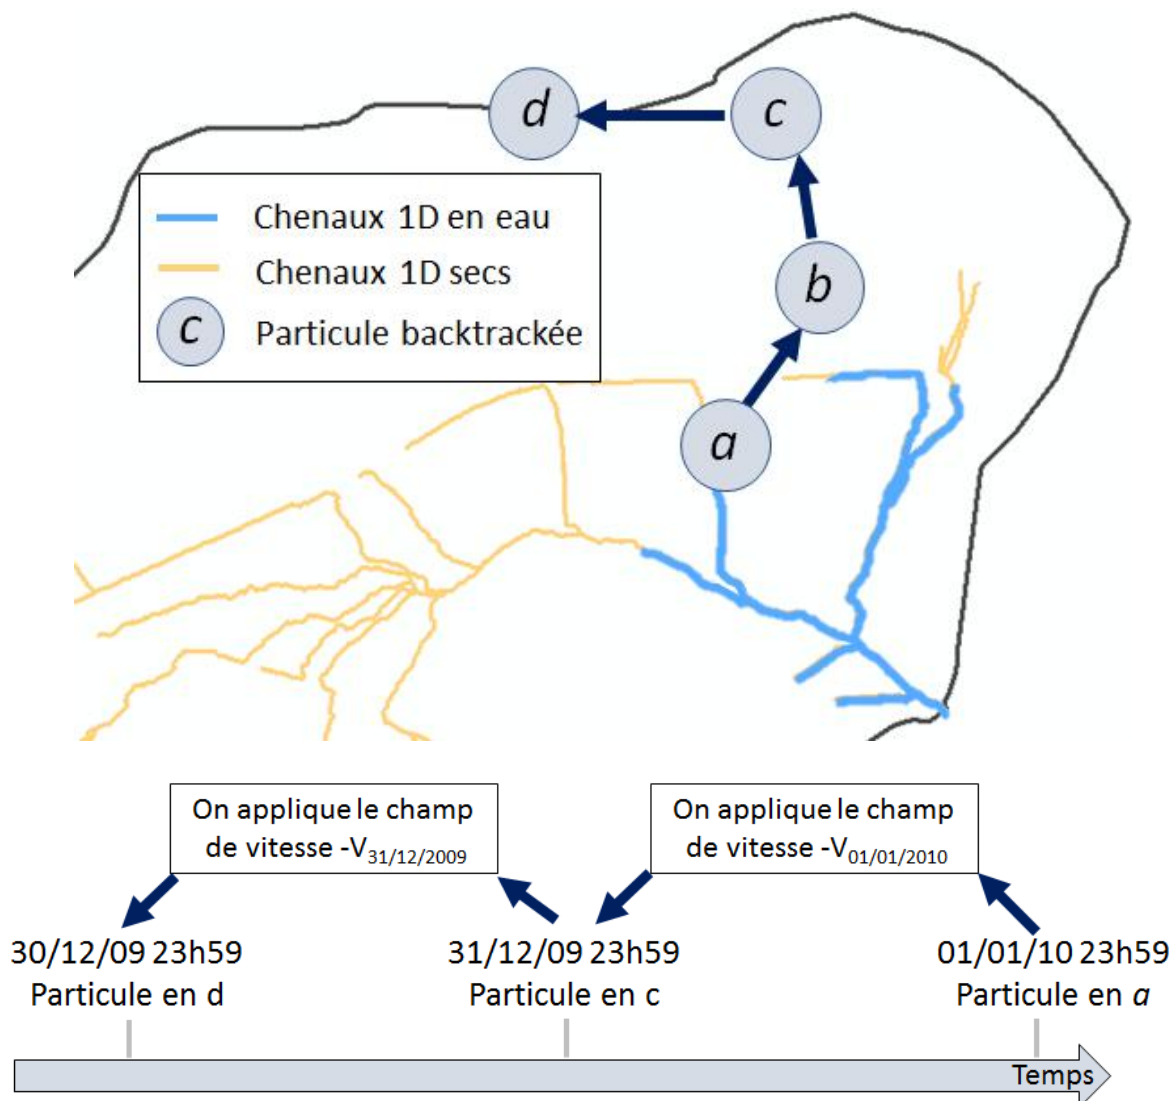 d
c
Chenaux 1D en eau
Chenaux 1D secs
c Particule backtrackée
b
a
On applique le champ
de vitesse -V31/12/2009
On applique le champ
de vitesse -V01/01/2010
30/12/09 23h59
Particule en d
31/12/09 23h59
Particule en c
01/01/10 23h59
Particule en a
Temps